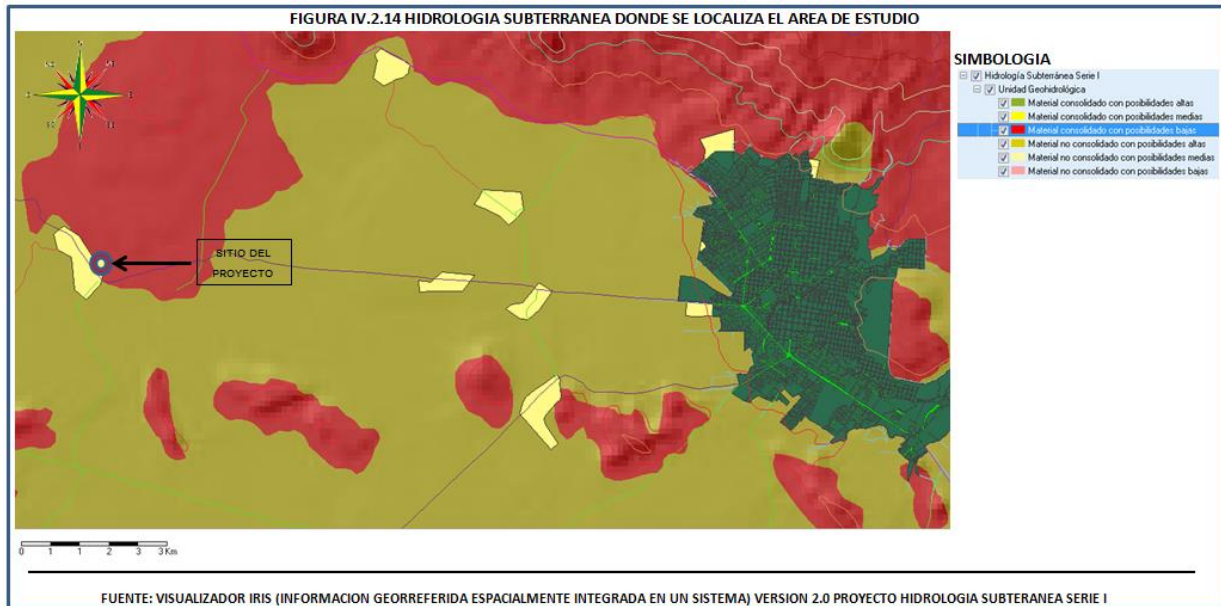 FIGURA IV.2.14 HIDROLOGIA SUBTERRANEA DONDE SE LOCALIZA EL AREA DE ESTUDIO
SIMBOLOGIA
Hidrología Subterránea Serie I
Unidad Geohidrológica
Material consolidado con posibilidades altas
Material consolidado con posibilidades medias
Material consolidado con posibilidades bajas
Material no consolidado con posibilidades altas
Material no consolidado con posibilidades medias
Material no consolidado con posibilidades bajas
SITIO DEL
PROYECTO
0 1 1 2 3 3 Km
FUENTE: VISUALIZADOR IRIS (INFORMACION GEORREFERIDA ESPACIALMENTE INTEGRADA EN UN SISTEMA) VERSION 2.0 PROYECTO HIDROLOGIA SUBTERANEA SERIE I